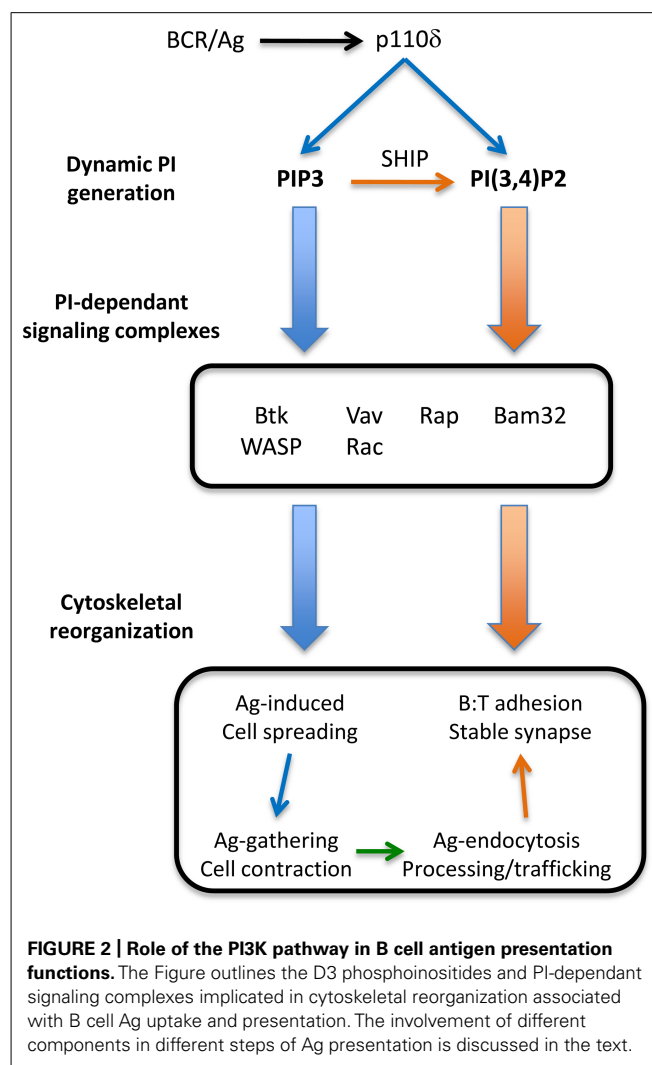 BCR/Ag p110δ
Dynamic PI
generation
SHIP
PIP3 PI(3,4)P2
PI-dependant
signaling complexes
Btk Vav Rap Bam32
WASP Rac
Cytoskeletal
reorganization
Ag-induced
Cell spreading
B:T adhesion
Stable synapse
Ag-gathering
Cell contraction
Ag-endocytosis
Processing/trafficking
FIGURE 2 | Role of the PI3K pathway in B cell antigen presentation
functions. The Figure outlines the D3 phosphoinositides and PI-dependant
signaling complexes implicated in cytoskeletal reorganization associated
with B cell Ag uptake and presentation. The involvement of different
components in different steps of Ag presentation is discussed in the text.